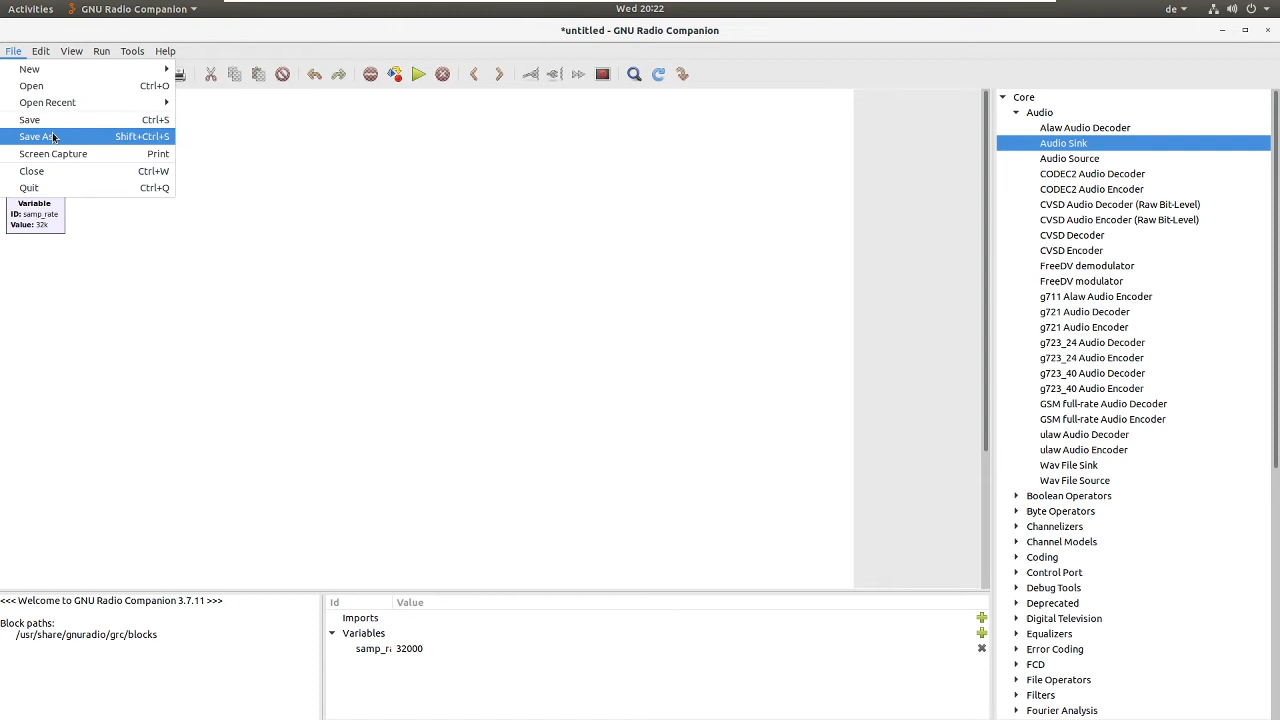 Activities GNU Radio Companion Wed 20:22 de
*untitled - GNU Radio Companion
File Edit View Run Tools Help
New
Open Ctrl+O
Open Recent
Save Ctrl+S
Save As Shift+Ctrl+S
Screen Capture Print
Close Ctrl+W
Quit Ctrl+Q
Variable
ID: samp_rate
Value: 32k
Core
Audio
Alaw Audio Decoder
Audio Sink
Audio Source
CODEC2 Audio Decoder
CODEC2 Audio Encoder
CVSD Audio Decoder (Raw Bit-Level)
CVSD Audio Encoder (Raw Bit-Level)
CVSD Decoder
CVSD Encoder
FreeDV demodulator
FreeDV modulator
g711 Alaw Audio Encoder
g721 Audio Decoder
g721 Audio Encoder
g723_24 Audio Decoder
g723_24 Audio Encoder
g723_40 Audio Decoder
g723_40 Audio Encoder
GSM full-rate Audio Decoder
GSM full-rate Audio Encoder
ulaw Audio Decoder
ulaw Audio Encoder
Wav File Sink
Wav File Source
Boolean Operators
Byte Operators
Channelizers
Channel Models
Coding
Control Port
Debug Tools
Deprecated
Digital Television
Equalizers
Error Coding
FCD
File Operators
Filters
Fourier Analysis
<<< Welcome to GNU Radio Companion 3.7.11 >>>
Block paths:
/usr/share/gnuradio/grc/blocks
Id Value
Imports
Variables
samp_ra 32000